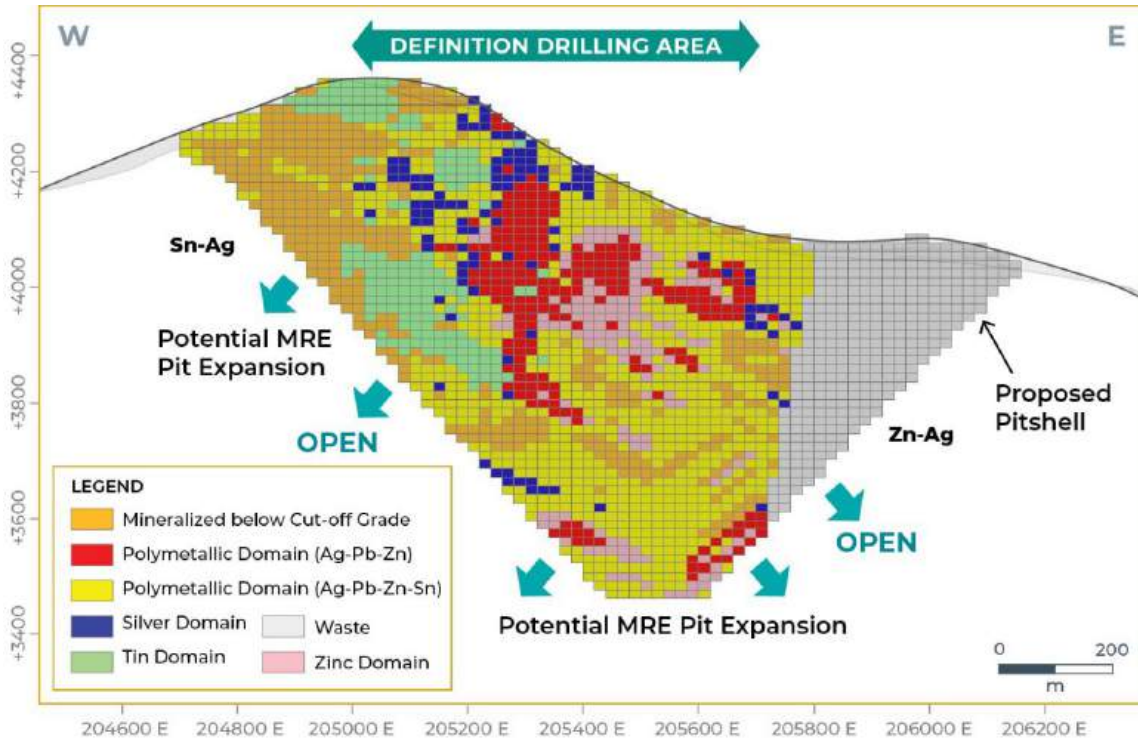 W
DEFINITION DRILLING AREA
E
+4400
+4200
+4000
+3800
+3600
+3400
Sn-Ag
Potential MRE
Pit Expansion
OPEN
Proposed
Pitshell
Zn-Ag
OPEN
Potential MRE Pit Expansion
LEGEND
Mineralized below Cut-off Grade
Polymetallic Domain (Ag-Pb-Zn)
Polymetallic Domain (Ag-Pb-Zn-Sn)
Silver Domain
Waste
Tin Domain
Zinc Domain
0 200
m
204600 E 204800 E 205000 E 205200 E 205400 E 205600 E 205800 E 206000 E 206200 E